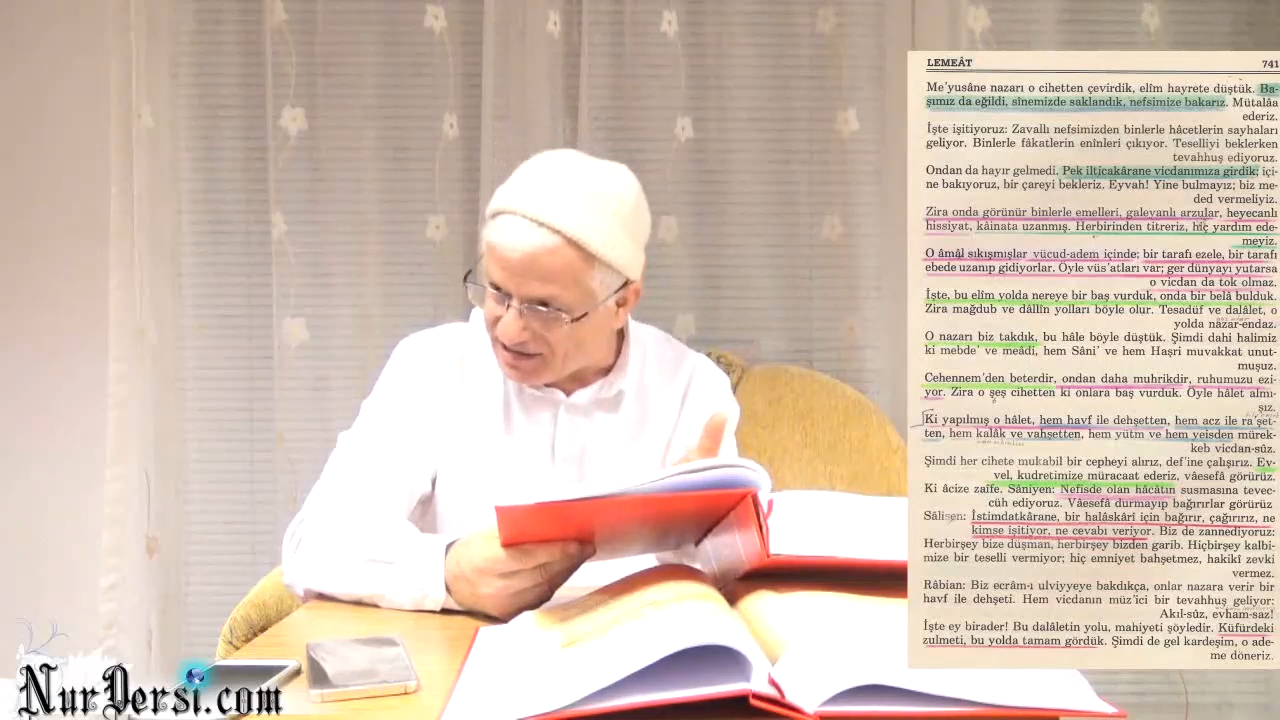 LEMEÂT 741
Me'yusâne nazarı o cihetten çevirdik, elîm hayrete düştük. Ba-
şımız da eğildi, sinemizde saklandık, nefsimize bakarız. Mütalâa
ederiz.
İşte işitiyoruz: Zavallı nefsimizden binlerle hâcetlerin sayhaları
geliyor. Binlerle fâkatlerin enînleri çıkıyor. Teselliyi beklerken
tevahhuş ediyoruz.
Ondan da hayır gelmedi. Pek ilticakârane vicdanımıza girdik; içi-
ne bakıyoruz, bir çareyi bekleriz. Eyvah! Yine bulmayız; biz me-
ded vermeliyiz.
Zira onda görünür binlerle emelleri, galeyanlı arzular, heyecanlı
hissiyat, kâinata uzanmış. Herbirinden titreriz, hiç yardım ede-
meyiz.
O âmâl sıkışmışlar vücud-adem içinde; bir tarafı ezele, bir tarafı
ebede uzanıp gidiyorlar. Öyle vüs'atları var; ger dünyayı yutarsa
o vicdan da tok olmaz.
İşte, bu elîm yolda nereye bir baş vurduk, onda bir belâ bulduk.
Zira mağdub ve dâllîn yolları böyle olur. Tesadüf ve dalâlet, o
yolda nazar-endaz.
O nazarı biz takdık, bu hâle böyle düştük. Şimdi dahi halimiz
ki mebde' ve meâdi, hem Sâni' ve hem Haşri muvakkat unut-
muşuz.
Cehennem'den beterdir, ondan daha muhrikdir, ruhumuzu ezi-
yor. Zira o şeş cihetten ki onlara baş vurduk. Öyle hâlet almı-
şız.
Ki yapılmış o hâlet, hem havf ile dehşetten, hem acz ile ra'şet-
ten, hem kalâk ve vahşetten, hem yütm ve hem yeisden mürek-
keb vicdan-sûz.
Şimdi her cihete mukabil bir cepheyi alırız, def'ine çalışırız. Ev-
vel, kudretimize müracaat ederiz, vâesefâ görürüz.
Ki âcize zaîfe. Sâniyen: Nefisde olan hâcâtın susmasına tevec-
cüh ediyoruz. Vâesefâ durmayıp bağırırlar görürüz
Sâlisen: İstimdatkârane, bir halâskârî için bağırır, çağırırız, ne
kimse işitiyor, ne cevabı veriyor. Biz de zannediyoruz:
Herbirşey bize düşman, herbirşey bizden garib. Hiçbirşey kalbi-
mize bir teselli vermiyor; hiç emniyet bahşetmez, hakikî zevki
vermez.
Râbian: Biz ecrâm-ı ulviyyeye bakdıkça, onlar nazara verir bir
havf ile dehşeti. Hem vicdanın müz'ici bir tevahhuş geliyor:
Akıl-sûz, evham-saz!
İşte ey birader! Bu dalâletin yolu, mahiyeti şöyledir. Küfürdeki
zulmeti, bu yolda tamam gördük. Şimdi de gel kardeşim, o ade-
me döneriz.
NurDersi.com